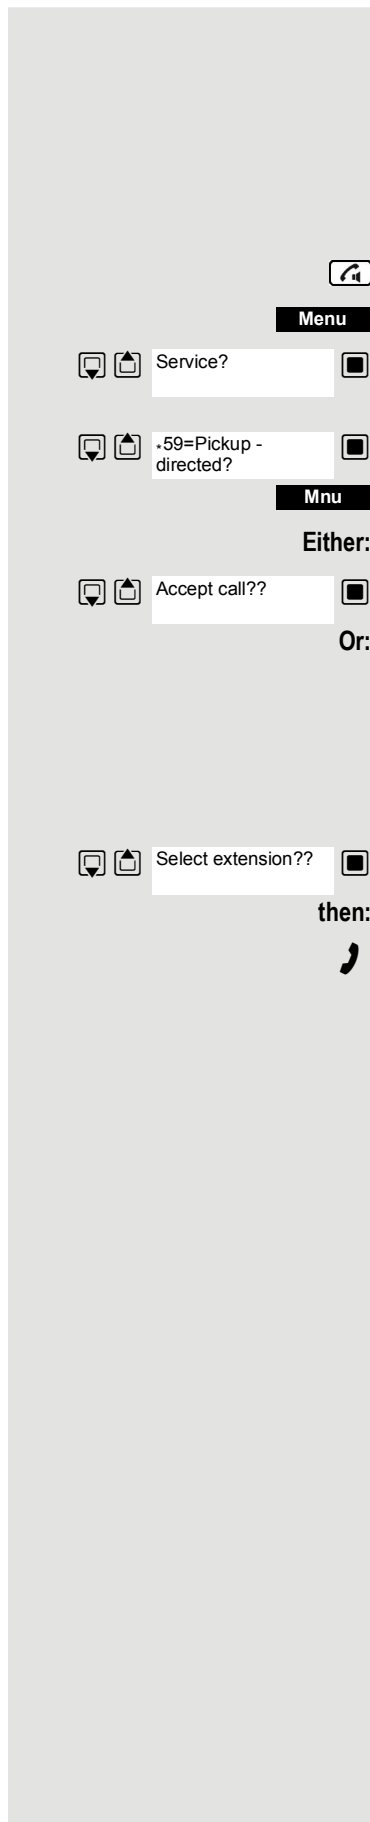 Menu
Service?
*59=Pickup -
directed?
Mnu
Either:
Accept call??
Or:
Select extension??
then: